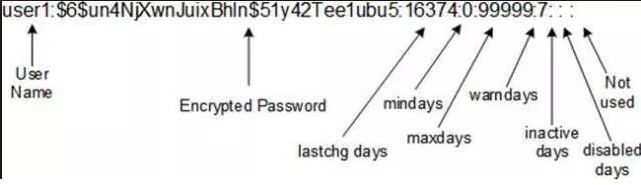 user1:$6$un4NjXwnJuixBhln$51y42Tee1ubu5:16374:0:99999:7: : :
User
Name
Encrypted Password
lastchg days
mindays
maxdays
warndays
inactive
days
disabled
days
Not
used